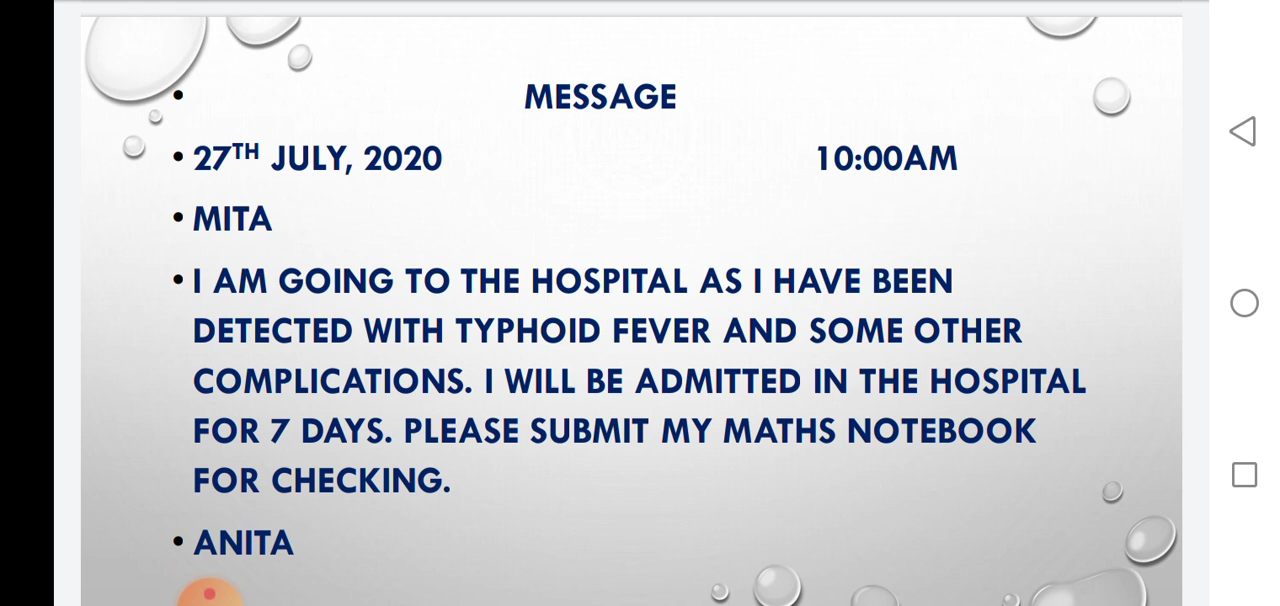 • MESSAGE
• 27TH JULY, 2020 10:00AM
• MITA
• I AM GOING TO THE HOSPITAL AS I HAVE BEEN
DETECTED WITH TYPHOID FEVER AND SOME OTHER
COMPLICATIONS. I WILL BE ADMITTED IN THE HOSPITAL
FOR 7 DAYS. PLEASE SUBMIT MY MATHS NOTEBOOK
FOR CHECKING.
• ANITA